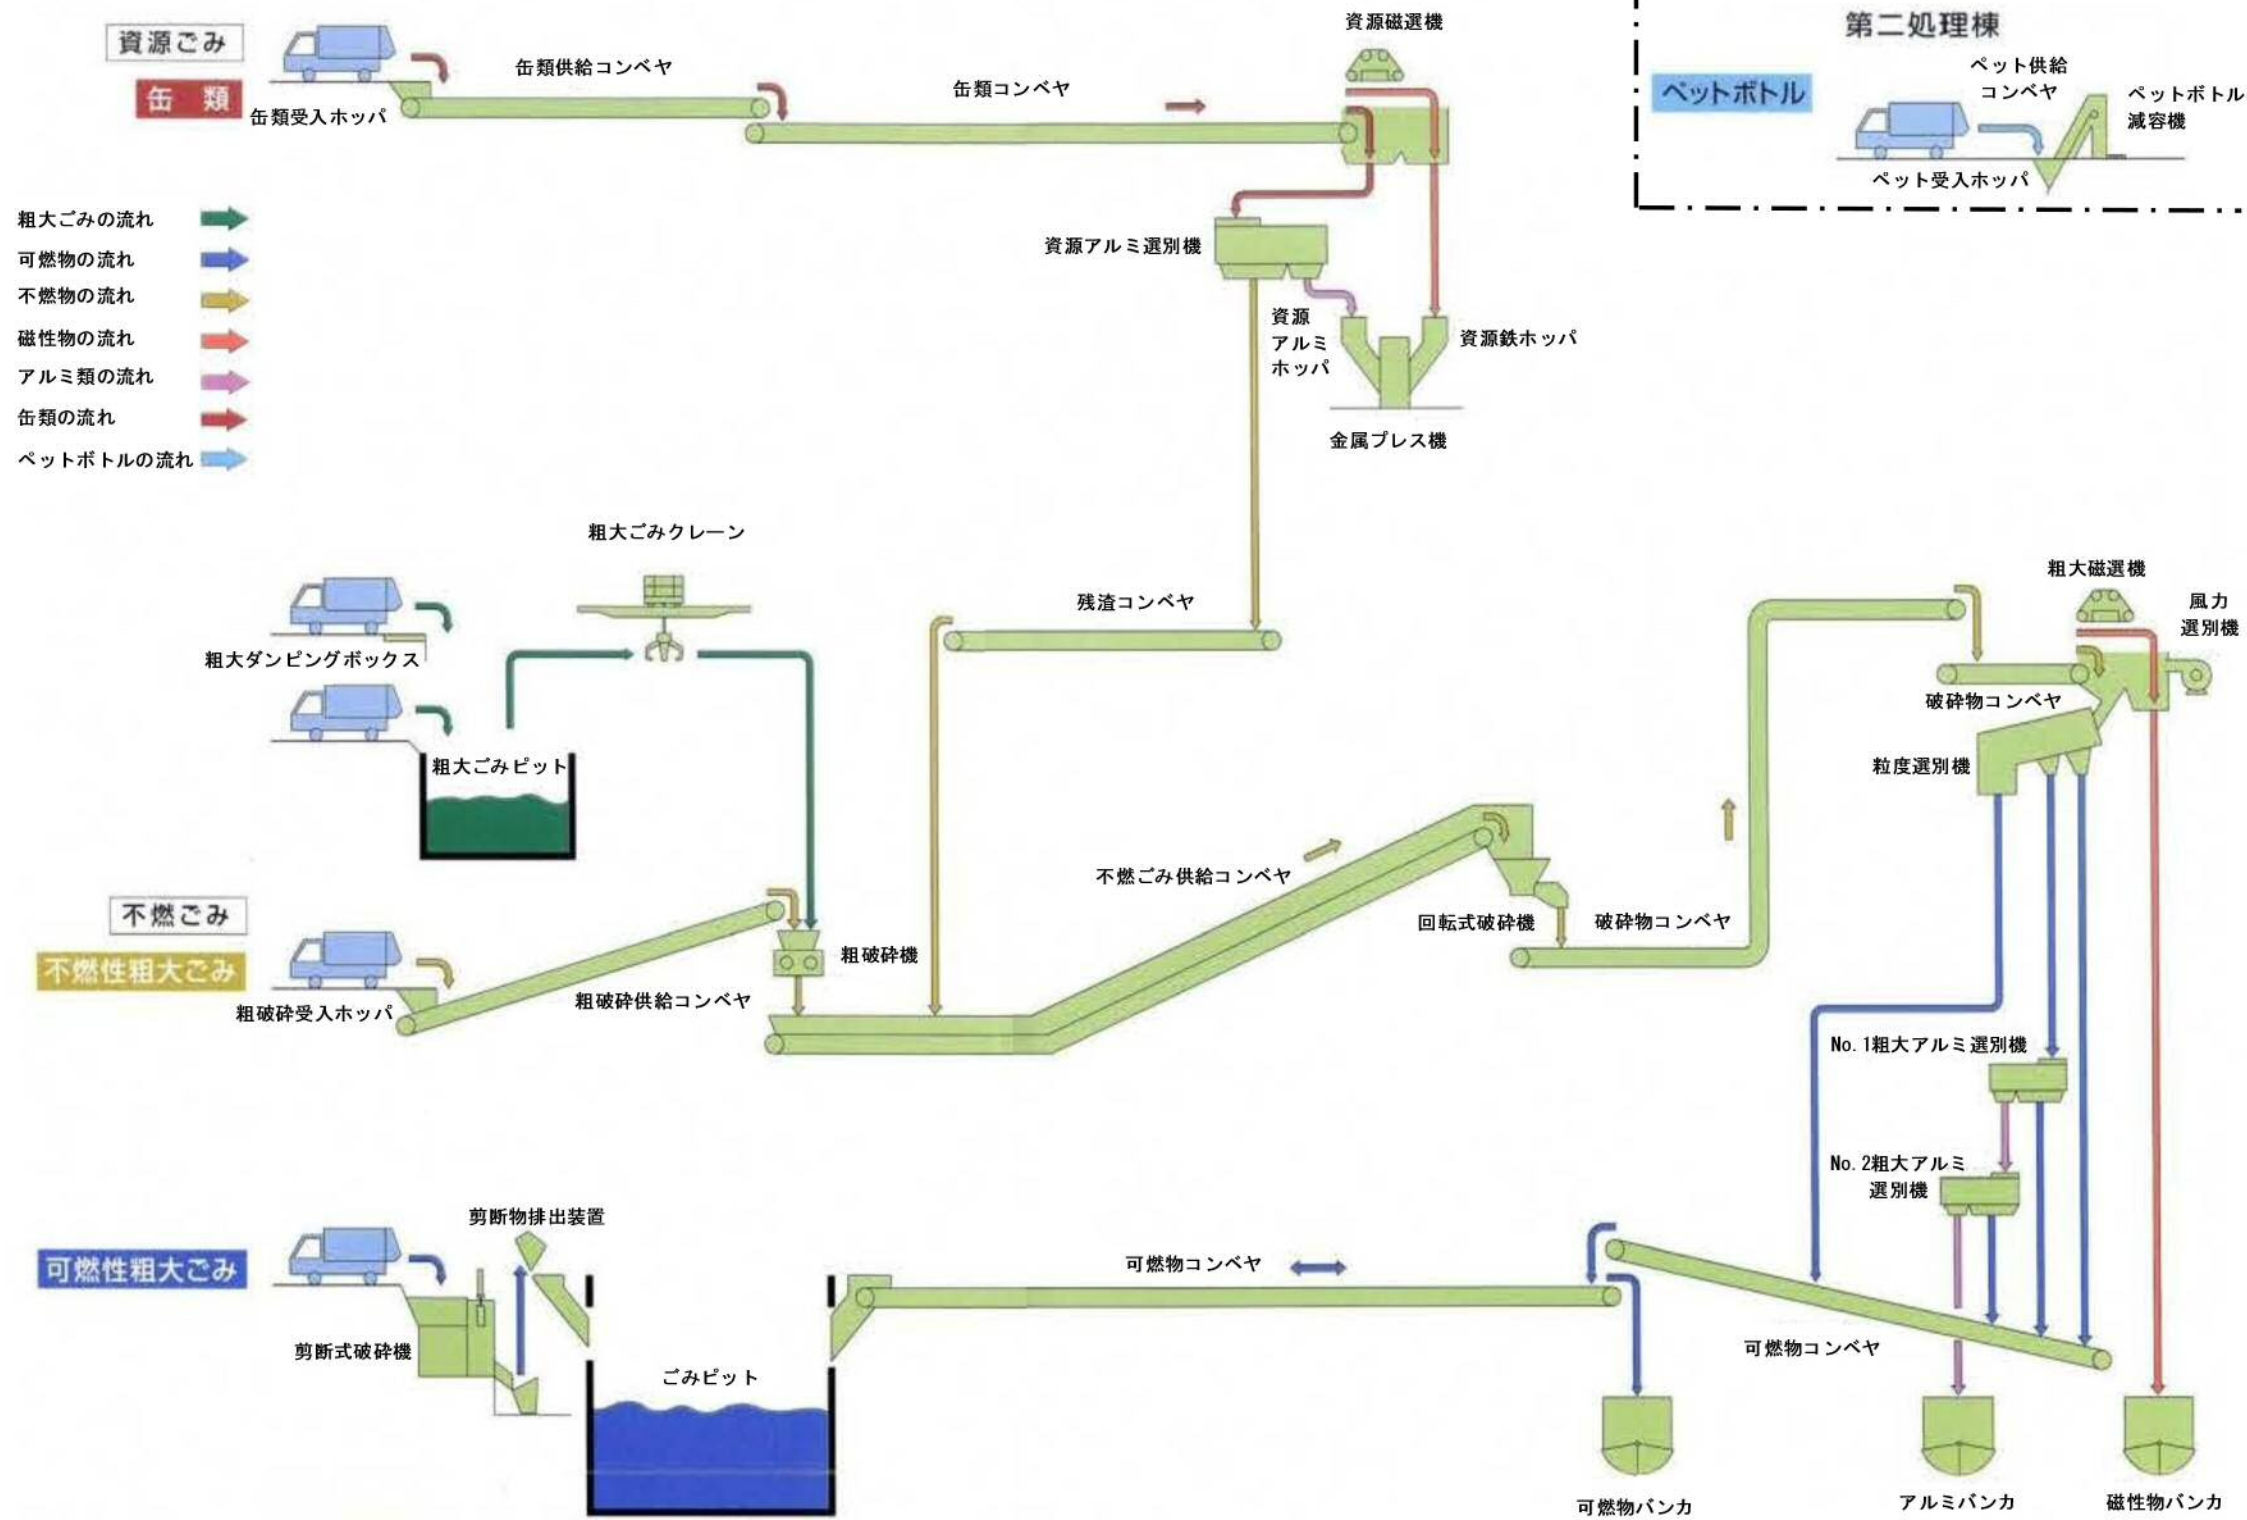 資源ごみ
缶 類
缶類受入ホッパ
缶類供給コンベヤ
缶類コンベヤ
資源磁選機
第二処理棟
ペットボトル
ペット供給
コンベヤ
ペットボトル
減容機
ペット受入ホッパ
粗大ごみの流れ
可燃物の流れ
不燃物の流れ
磁性物の流れ
アルミ類の流れ
缶類の流れ
ペットボトルの流れ
資源アルミ選別機
資源
アルミ
ホッパ
資源鉄ホッパ
金属プレス機
粗大ごみクレーン
粗大ダンピングボックス
粗大ごみピット
残渣コンベヤ
粗大磁選機
風力
選別機
破砕物コンベヤ
粒度選別機
不燃ごみ
不燃性粗大ごみ
粗破砕受入ホッパ
粗破砕供給コンベヤ
粗破砕機
不燃ごみ供給コンベヤ
回転式破砕機
破砕物コンベヤ
No.1粗大アルミ選別機
No.2粗大アルミ
選別機
可燃性粗大ごみ
剪断物排出装置
剪断式破砕機
ごみピット
可燃物コンベヤ
可燃物コンベヤ
可燃物バンカ
アルミバンカ
磁性物バンカ